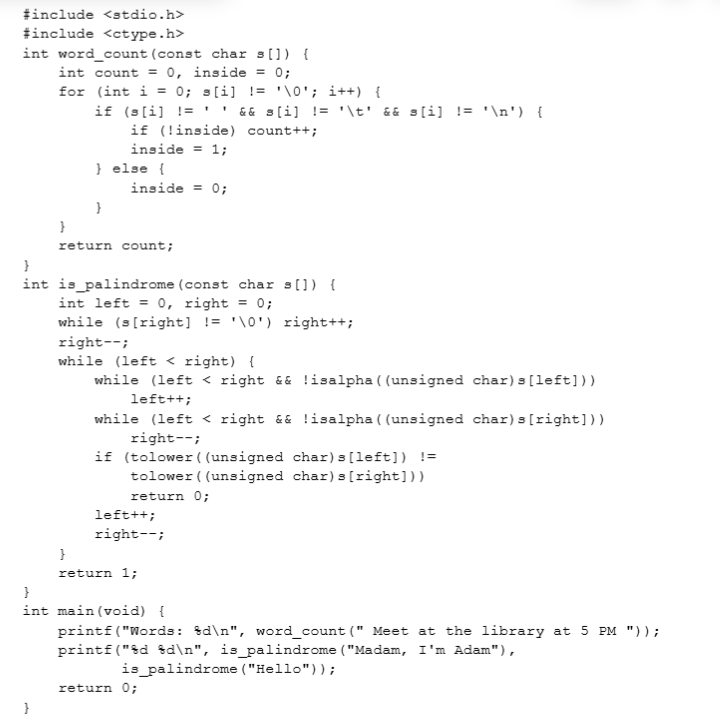 #include <stdio.h>
#include <ctype.h>
int word_count(const char s[]) {
    int count = 0, inside = 0;
    for (int i = 0; s[i] != '\0'; i++) {
        if (s[i] != ' ' && s[i] != '\t' && s[i] != '\n') {
            if (!inside) count++;
            inside = 1;
        } else {
            inside = 0;
        }
    }
    return count;
}
int is_palindrome(const char s[]) {
    int left = 0, right = 0;
    while (s[right] != '\0') right++;
    right--;
    while (left < right) {
        while (left < right && !isalpha((unsigned char)s[left]))
            left++;
        while (left < right && !isalpha((unsigned char)s[right]))
            right--;
        if (tolower((unsigned char)s[left]) !=
            tolower((unsigned char)s[right]))
            return 0;
        left++;
        right--;
    }
    return 1;
}
int main(void) {
    printf("Words: %d\n", word_count(" Meet at the library at 5 PM "));
    printf("%d %d\n", is_palindrome("Madam, I'm Adam"),
           is_palindrome("Hello"));
    return 0;
}